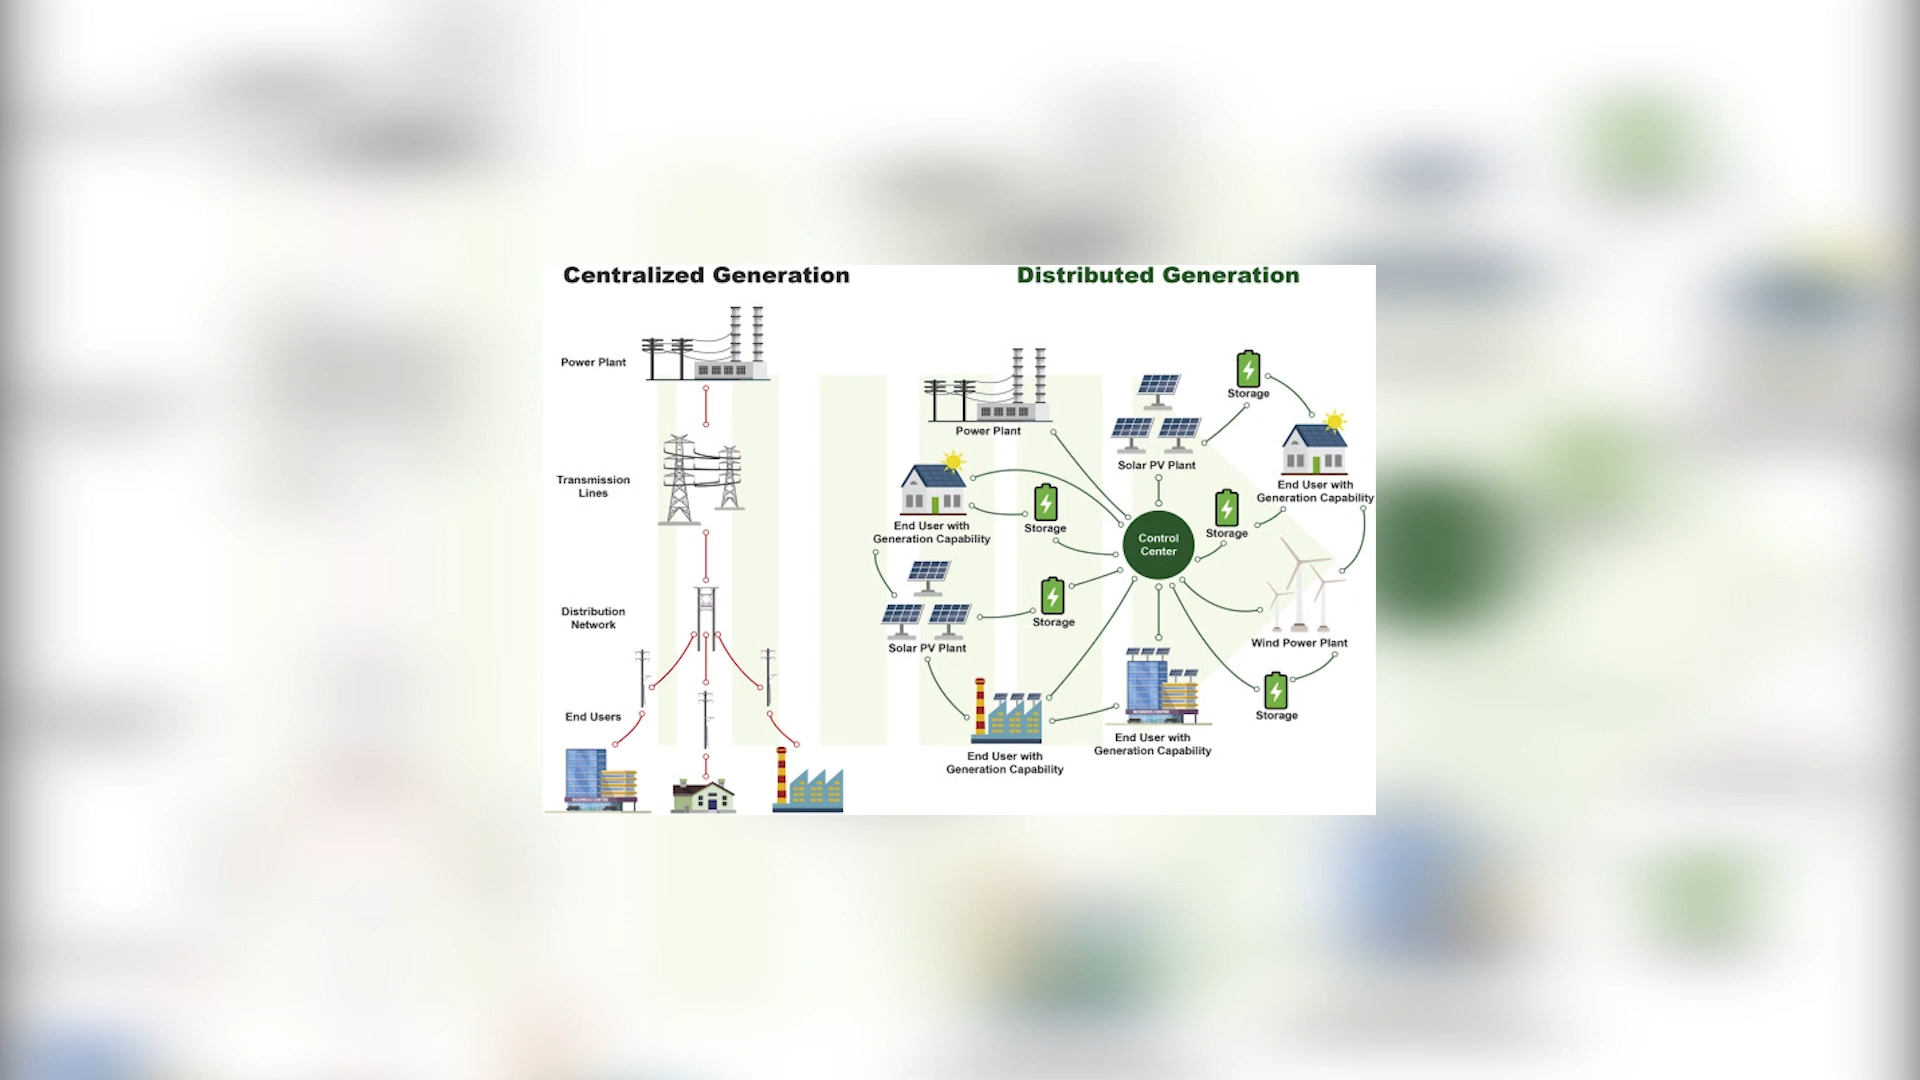 Centralized Generation
Power Plant
Transmission
Lines
Distribution
Network
End Users
Distributed Generation
Power Plant
Solar PV Plant
Storage
End User with
Generation Capability
End User with
Generation Capability
Storage
Storage
Control
Center
Solar PV Plant
Storage
Wind Power Plant
Storage
End User with
Generation Capability
End User with
Generation Capability